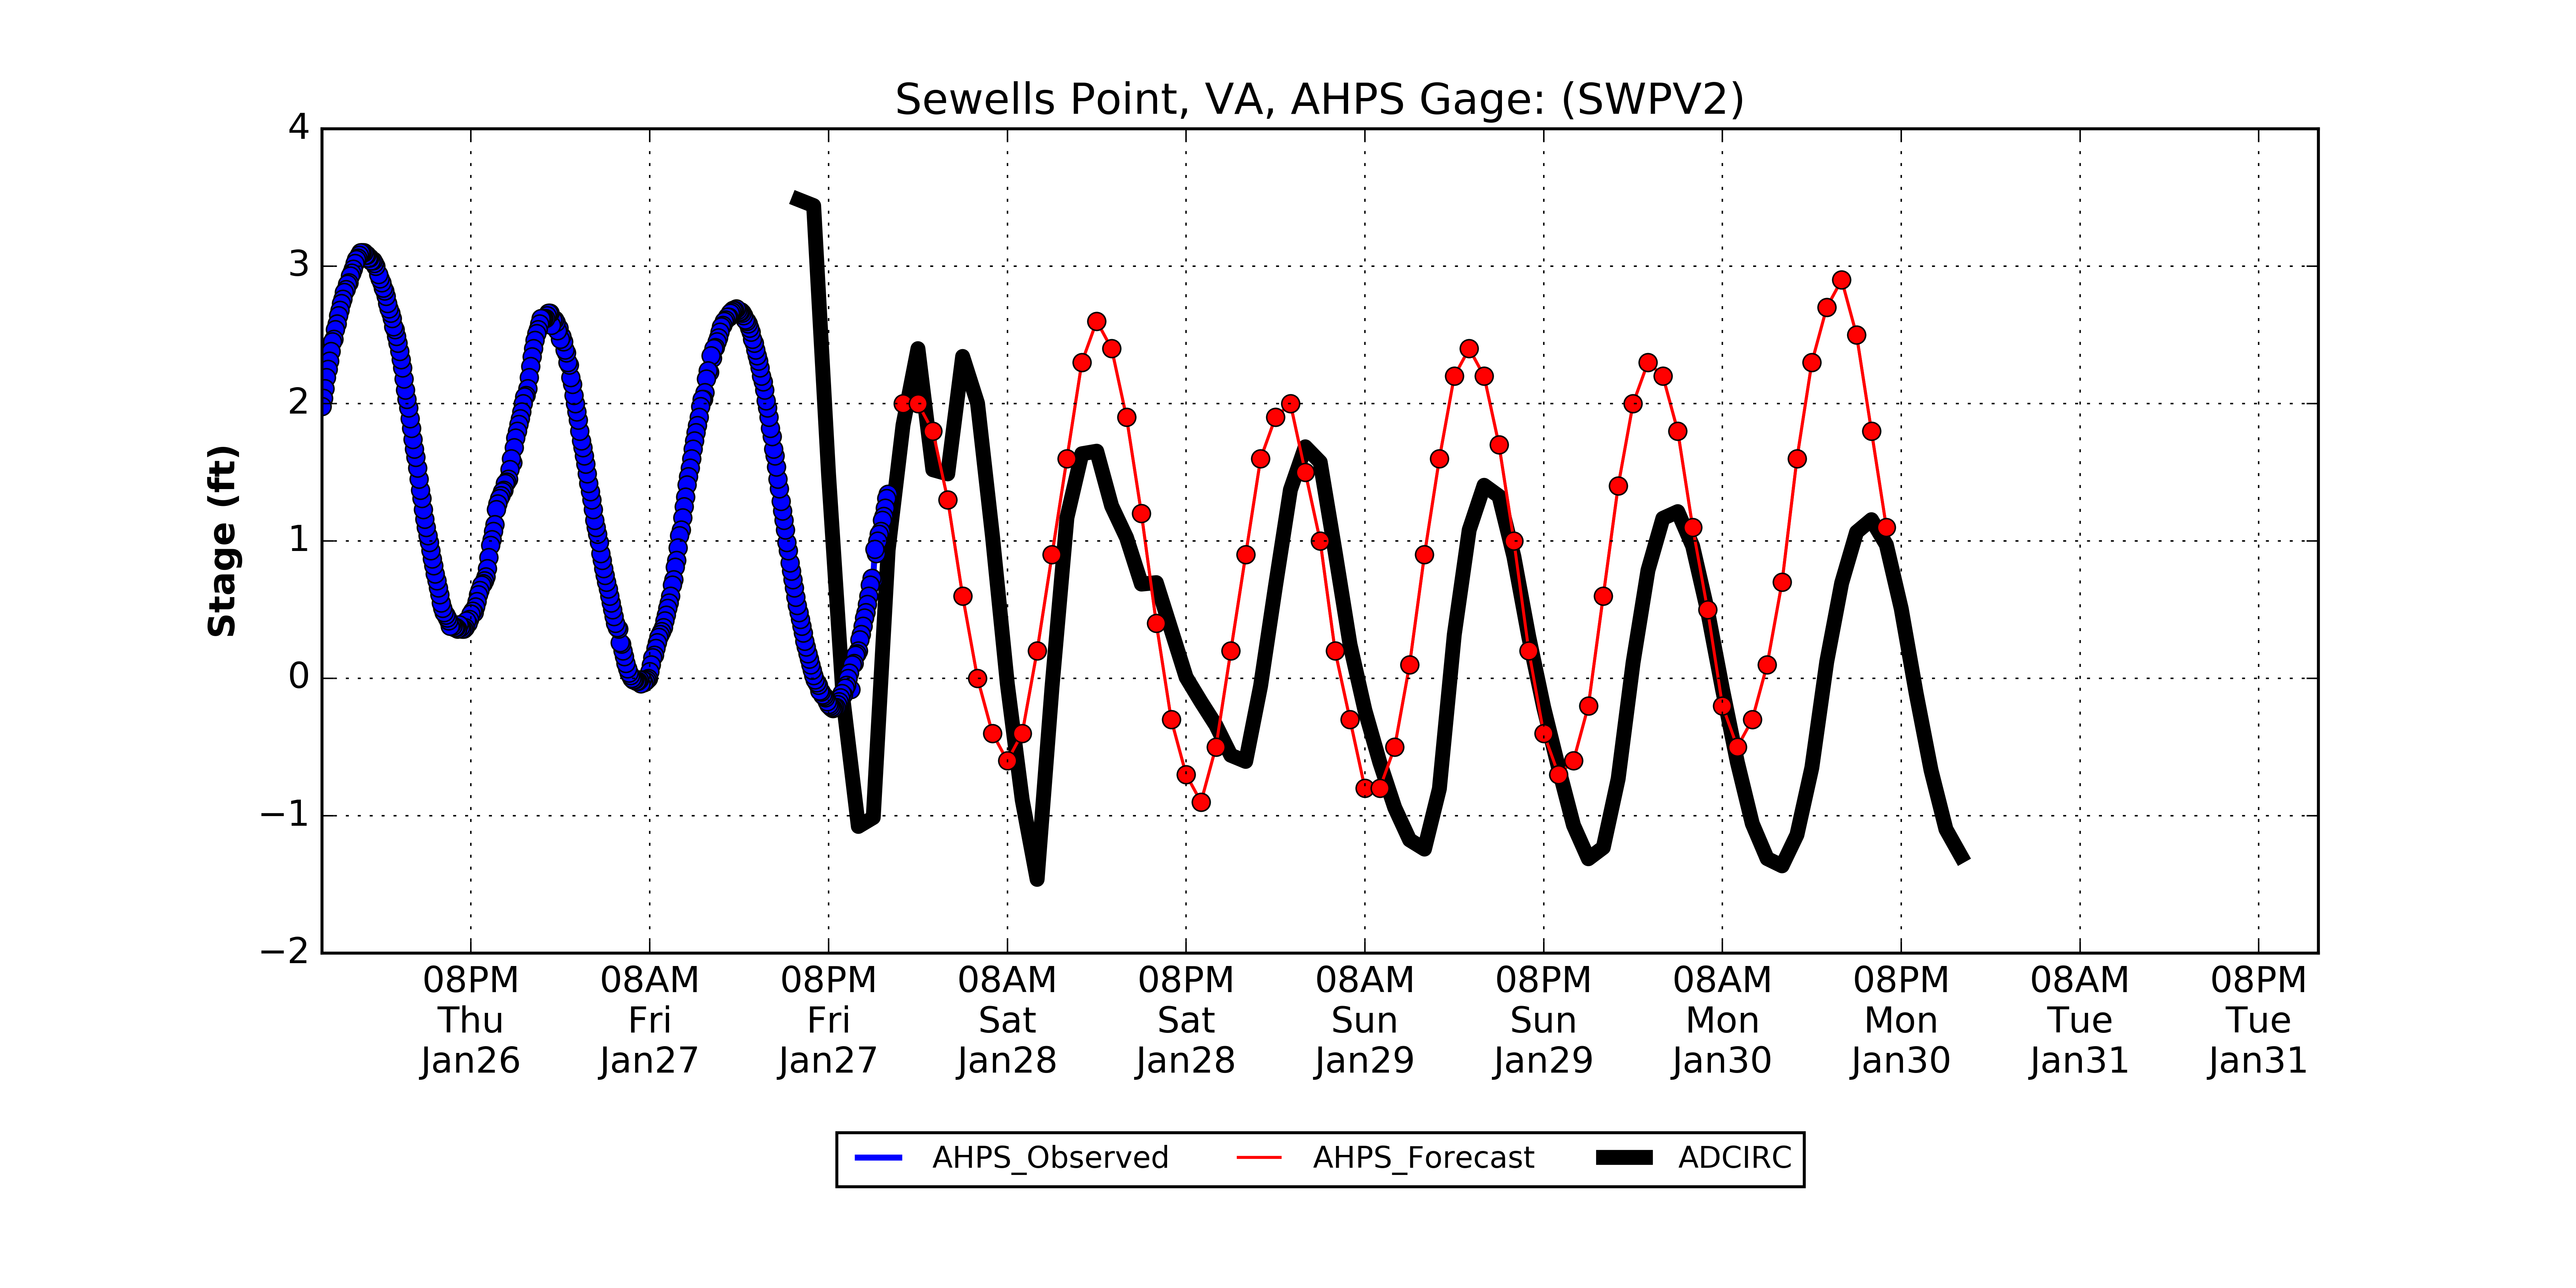 Sewells Point, VA, AHPS Gage: (SWPV2)
Stage (ft)
4
3
2
1
0
−1
−2
08PM 08AM 08PM 08AM 08PM 08AM 08PM 08AM 08PM 08AM 08PM
Thu Fri Fri Sat Sat Sun Sun Mon Mon Tue Tue
Jan26 Jan27 Jan27 Jan28 Jan28 Jan29 Jan29 Jan30 Jan30 Jan31 Jan31
AHPS_Observed AHPS_Forecast ADCIRC